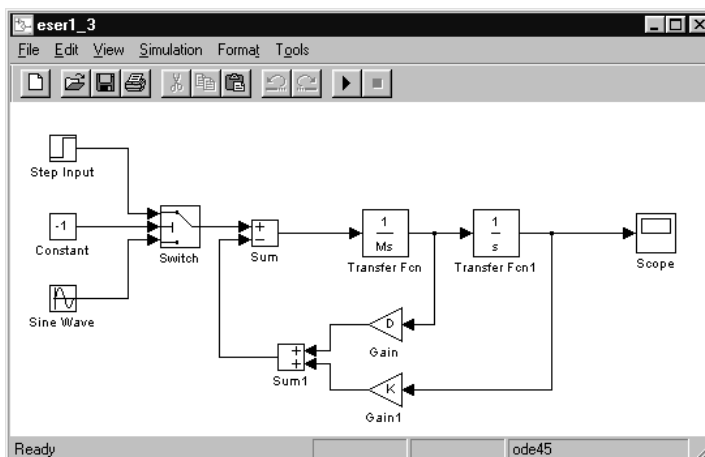 eser1_3
File Edit View Simulation Format Tools
Step Input
-1
Constant
Sine Wave
Switch
+
−
Sum
1
Ms
Transfer Fcn
1
s
Transfer Fcn1
Scope
D
Gain
+
+
Sum1
K
Gain1
Ready
ode45